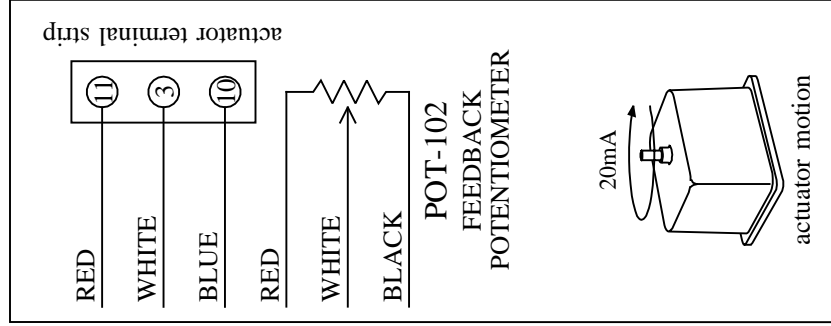 actuator terminal strip
11
3
10
RED
WHITE
BLUE
RED
WHITE
BLACK
POT-102
FEEDBACK
POTENTIOMETER
20mA
actuator motion